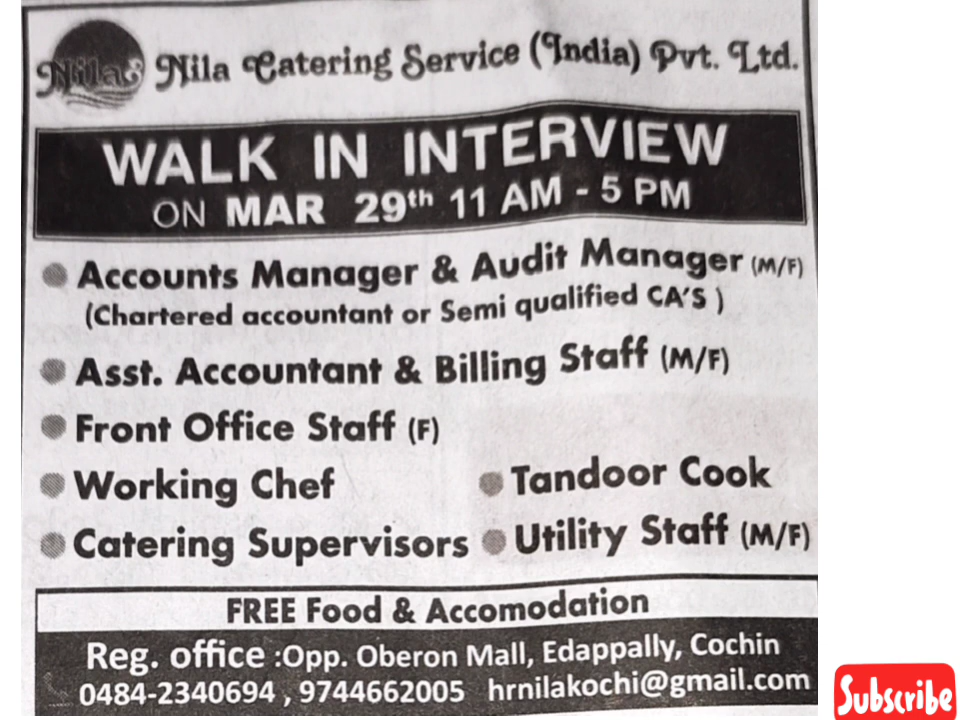 Nila
Nila Catering Service (India) Pvt. Ltd.
WALK IN INTERVIEW
ON MAR 29th 11 AM - 5 PM
Accounts Manager & Audit Manager (M/F)
(Chartered accountant or Semi qualified CA'S )
Asst. Accountant & Billing Staff (M/F)
Front Office Staff (F)
Working Chef
Tandoor Cook
Catering Supervisors
Utility Staff (M/F)
FREE Food & Accomodation
Reg. office :Opp. Oberon Mall, Edappally, Cochin
0484-2340694 , 9744662005 hrnilakochi@gmail.com
Subscribe